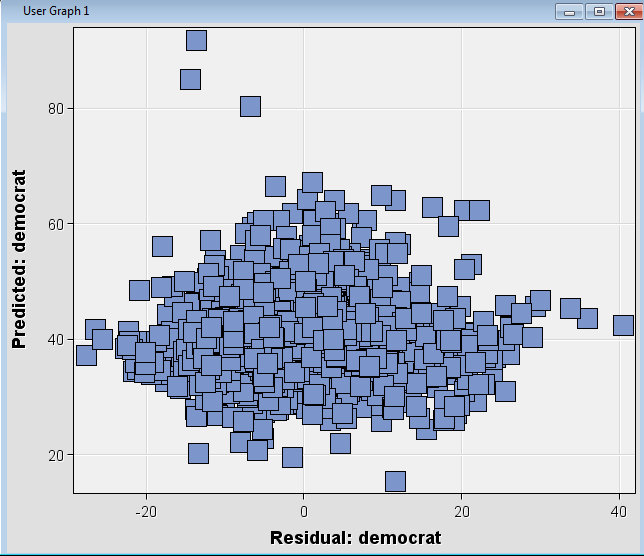 User Graph 1
80
60
40
20
Predicted: democrat
-20 0 20 40
Residual: democrat